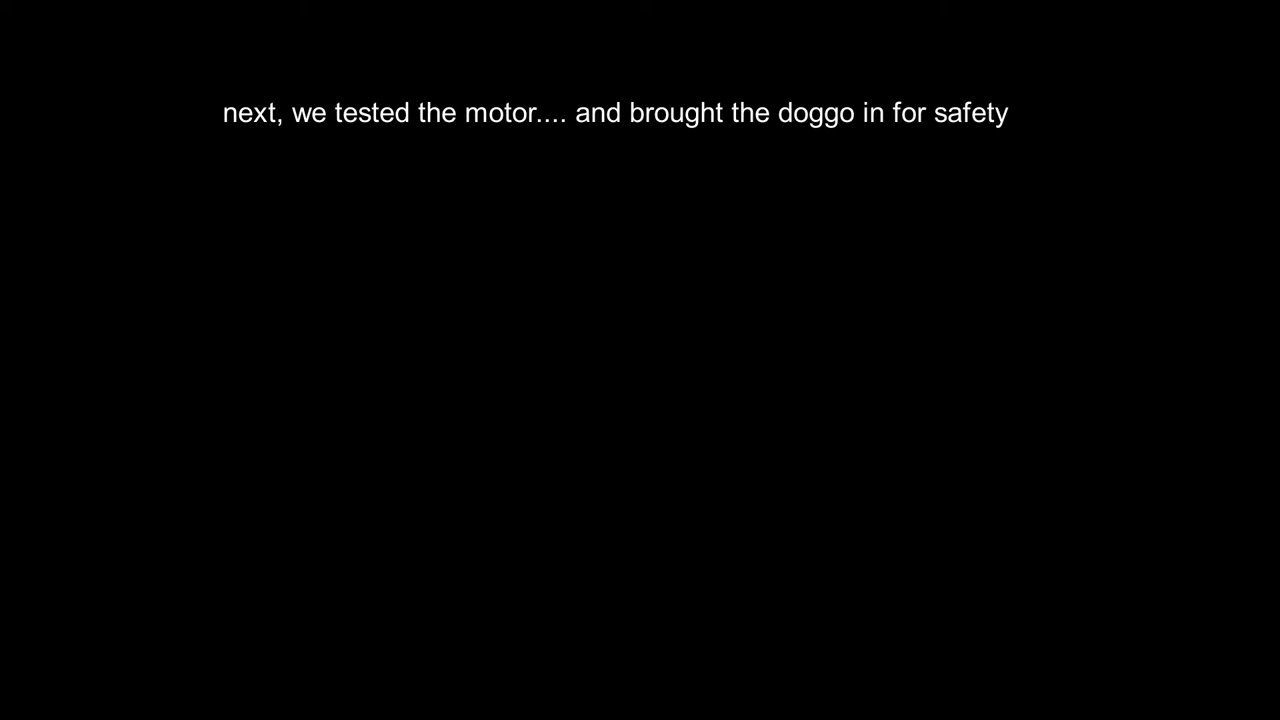 next, we tested the motor.... and brought the doggo in for safety